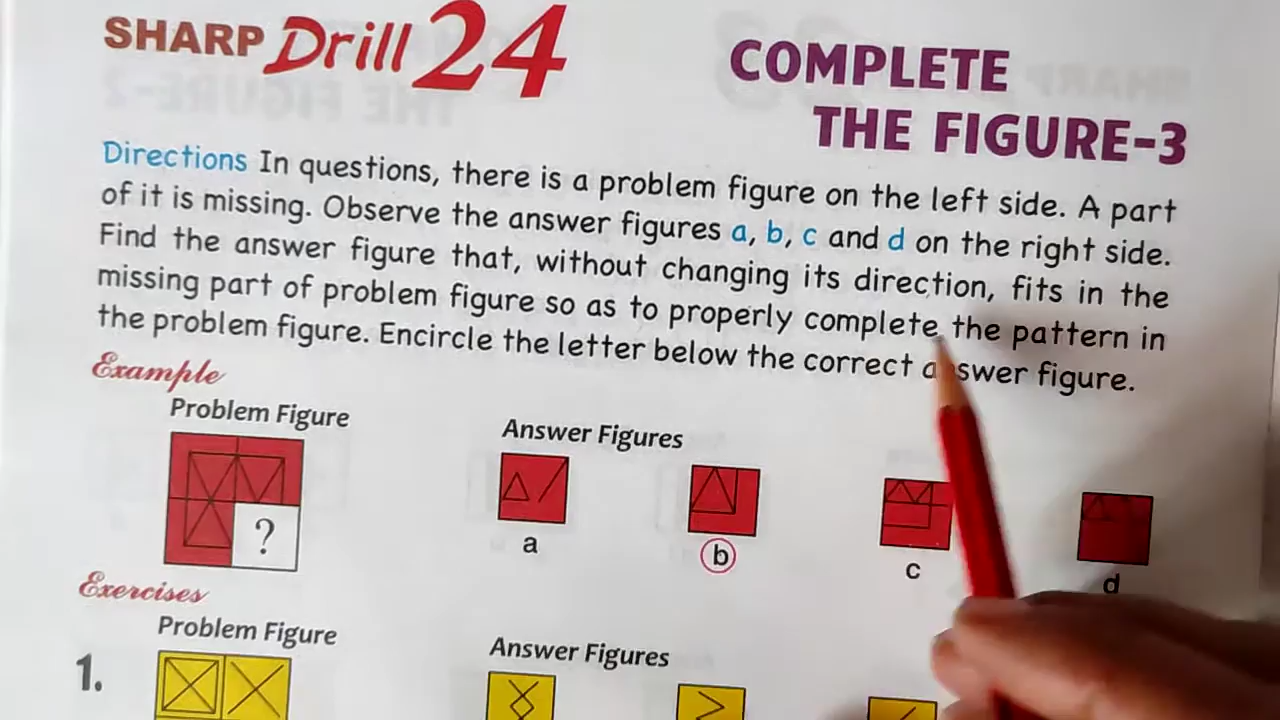 SHARP Drill 24
COMPLETE
THE FIGURE-3
Directions In questions, there is a problem figure on the left side. A part
of it is missing. Observe the answer figures a, b, c and d on the right side.
Find the answer figure that, without changing its direction, fits in the
missing part of problem figure so as to properly complete the pattern in
the problem figure. Encircle the letter below the correct answer figure.
Example
Problem Figure
Answer Figures
?
a
b
c
d
Exercises
Problem Figure
Answer Figures
1.